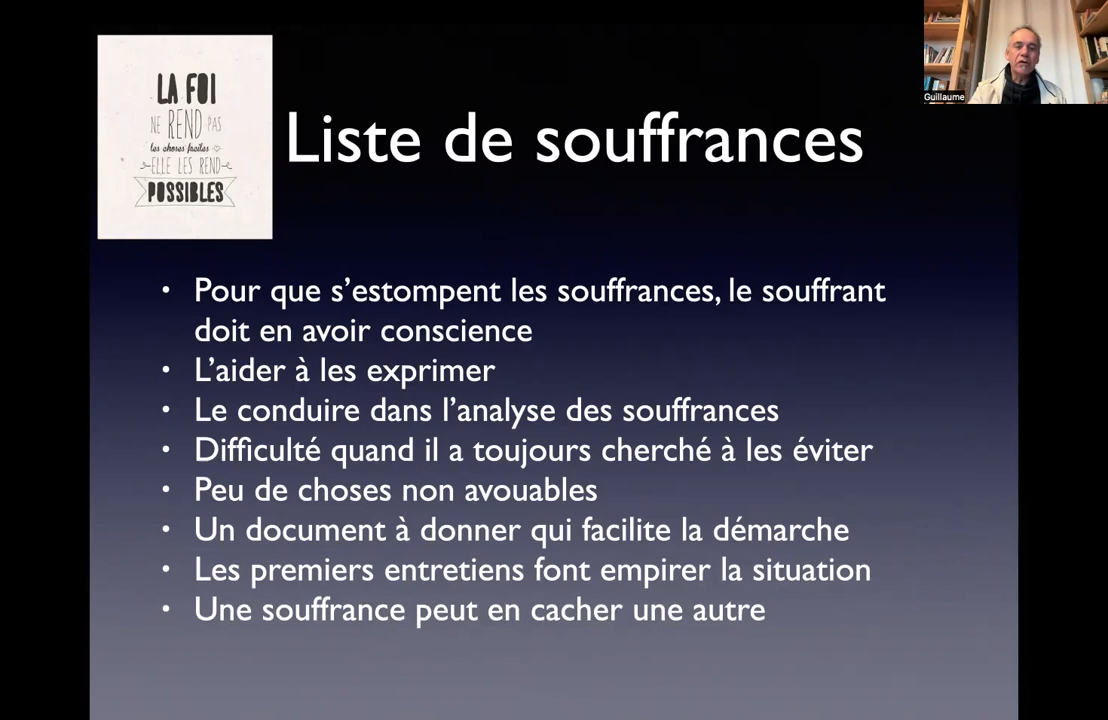 LA FOI
NE REND PAS
les choses faciles
ELLE LES REND
POSSIBLES
Guillaume
Liste de souffrances
• Pour que s’estompent les souffrances, le souffrant
doit en avoir conscience
• L’aider à les exprimer
• Le conduire dans l’analyse des souffrances
• Difficulté quand il a toujours cherché à les éviter
• Peu de choses non avouables
• Un document à donner qui facilite la démarche
• Les premiers entretiens font empirer la situation
• Une souffrance peut en cacher une autre